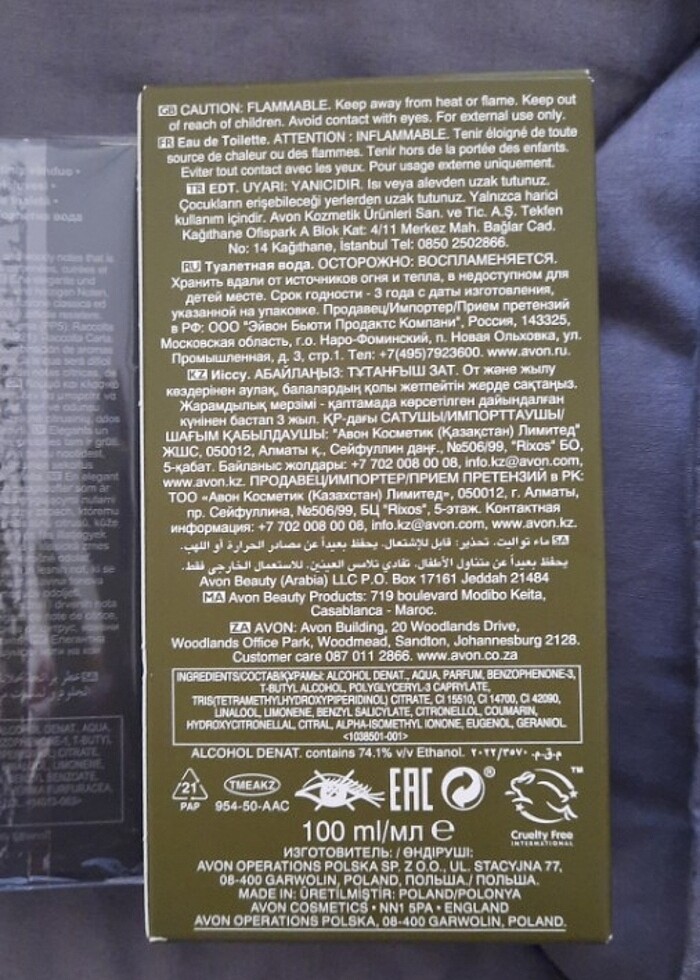 GB CAUTION: FLAMMABLE. Keep away from heat or flame. Keep out
of reach of children. Avoid contact with eyes. For external use only.
FR Eau de Toilette. ATTENTION : INFLAMMABLE. Tenir éloigné de toute
source de chaleur ou des flammes. Tenir hors de la portée des enfants.
Eviter tout contact avec les yeux. Pour usage externe uniquement.
TR EDT. UYARI: YANICIDIR. Isı veya alevden uzak tutunuz.
Çocukların erişebileceği yerlerden uzak tutunuz. Yalnızca harici
kullanım içindir. Avon Kozmetik Ürünleri San. ve Tic. A.Ş. Tekfen
Kağıthane Ofispark A Blok Kat: 4/11 Merkez Mah. Bağlar Cad.
No: 14 Kağıthane, İstanbul Tel: 0850 2502866.
RU Туалетная вода. ОСТОРОЖНО: ВОСПЛАМЕНЯЕТСЯ.
Хранить вдали от источников огня и тепла, в недоступном для
детей месте. Срок годности - 3 года с даты изготовления,
указанной на упаковке. Продавец/Импортер/Прием претензий
в РФ: ООО "Эйвон Бьюти Продактс Компани", Россия, 143325,
Московская область, г.о. Наро-Фоминский, п. Новая Ольховка, ул.
Промышленная, д. 3, стр.1. Тел: +7(495)7923600. www.avon.ru.
KZ Иіссу. АБАЙЛАҢЫЗ: ТҰТАНҒЫШ ЗАТ. От және жылу
көздерінен аулақ, балалардың қолы жетпейтін жерде сақтаңыз.
Жарамдылық мерзімі - қаптамада көрсетілген дайындалған
күнінен бастап 3 жыл. ҚР-дағы САТУШЫ/ИМПОРТТАУШЫ/
ШАҒЫМ ҚАБЫЛДАУШЫ: "Авон Косметик (Қазақстан) Лимитед"
ЖШС, 050012, Алматы қ., Сейфуллин даңғ., №506/99, "Rixos" БО,
5-қабат. Байланыс жолдары: +7 702 008 00 08, info.kz@avon.com,
www.avon.kz. ПРОДАВЕЦ/ИМПОРТЕР/ПРИЕМ ПРЕТЕНЗИЙ в РК:
ТОО «Авон Косметик (Казахстан) Лимитед», 050012, г. Алматы,
пр. Сейфуллина, №506/99, БЦ "Rixos", 5-этаж. Контактная
информация: +7 702 008 00 08, info.kz@avon.com, www.avon.kz.
SA ماء تواليت. تحذير: قابل للإشتعال. يحفظ بعيداً عن مصادر الحرارة أو اللهب.
يحفظ بعيداً عن متناول الأطفال. تفادي تلامس العينين. للاستعمال الخارجي فقط.
Avon Beauty (Arabia) LLC P.O. Box 17161 Jeddah 21484
MA Avon Beauty Products: 719 boulevard Modibo Keita,
Casablanca - Maroc.
ZA AVON: Avon Building, 20 Woodlands Drive,
Woodlands Office Park, Woodmead, Sandton, Johannesburg 2128.
Customer care 087 011 2866. www.avon.co.za
INGREDIENTS/СОСТАВ/ҚҰРАМЫ: ALCOHOL DENAT., AQUA, PARFUM, BENZOPHENONE-3,
T-BUTYL ALCOHOL, POLYGLYCERYL-3 CAPRYLATE,
TRIS(TETRAMETHYLHYDROXYPIPERIDINOL) CITRATE, CI 15510, CI 14700, CI 42090,
LINALOOL, LIMONENE, BENZYL SALICYLATE, CITRONELLOL, COUMARIN,
HYDROXYCITRONELLAL, CITRAL, ALPHA-ISOMETHYL IONONE, EUGENOL, GERANIOL.
<1038501-001>
ALCOHOL DENAT. contains 74.1% v/v Ethanol. م.ق.م. ٢٠٢٢/٣٥٧٠
21
PAP
TMEAKZ
954-50-AAC
EAC
®
TM
Cruelty Free
INTERNATIONAL
100 ml/мл e
ИЗГОТОВИТЕЛЬ: / ӨНДІРУШІ:
AVON OPERATIONS POLSKA SP. Z O.O., UL. STACYJNA 77,
08-400 GARWOLIN, POLAND, ПОЛЬША./ ПОЛЬША.
MADE IN: ÜRETİLMİŞTİR: POLAND/POLONYA
AVON COSMETICS • NN1 5PA • ENGLAND
AVON OPERATIONS POLSKA, 08-400 GARWOLIN, POLAND.